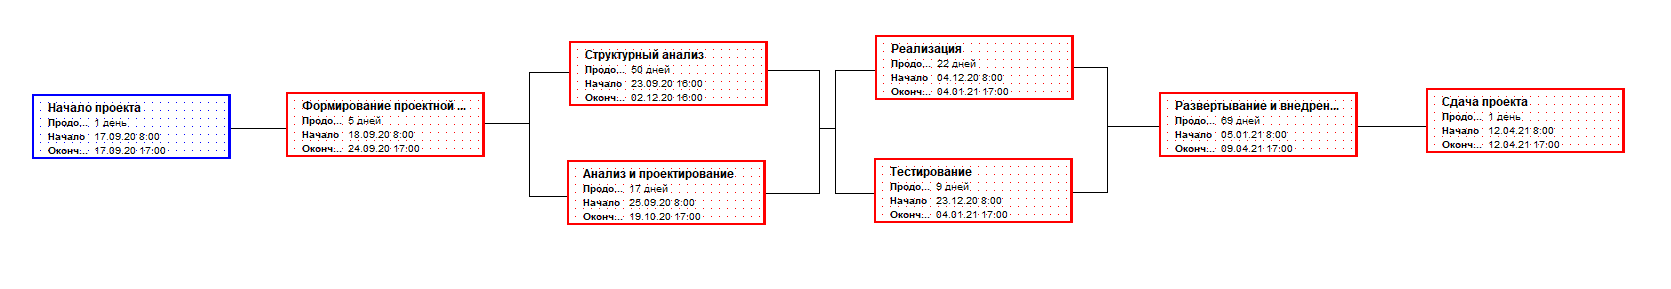 Начало проекта
Продо... 1 день
Начало 17.09.20 8:00
Оконч... 17.09.20 17:00
Формирование проектной ...
Продо... 5 дней
Начало 18.09.20 8:00
Оконч... 24.09.20 17:00
Структурный анализ
Продо... 50 дней
Начало 23.09.20 16:00
Оконч... 02.12.20 16:00
Анализ и проектирование
Продо... 17 дней
Начало 25.09.20 8:00
Оконч... 19.10.20 17:00
Реализация
Продо... 22 дней
Начало 04.12.20 8:00
Оконч... 04.01.21 17:00
Тестирование
Продо... 9 дней
Начало 23.12.20 8:00
Оконч... 04.01.21 17:00
Развертывание и внедрен...
Продо... 69 дней
Начало 05.01.21 8:00
Оконч... 09.04.21 17:00
Сдача проекта
Продо... 1 день
Начало 12.04.21 8:00
Оконч... 12.04.21 17:00